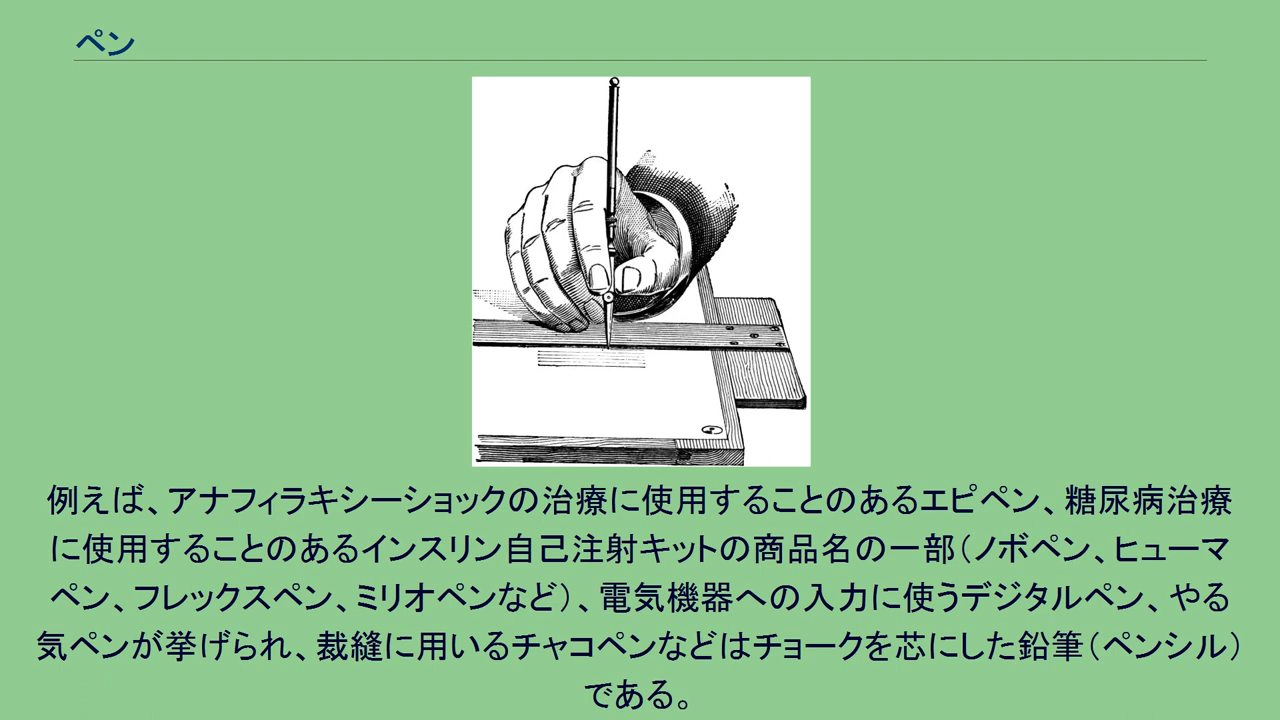 ペン
例えば、アナフィラキシーショックの治療に使用することのあるエピペン、糖尿病治療
に使用することのあるインスリン自己注射キットの商品名の一部（ノボペン、ヒューマ
ペン、フレックスペン、ミリオペンなど）、電気機器への入力に使うデジタルペン、やる
気ペンが挙げられ、裁縫に用いるチャコペンなどはチョークを芯にした鉛筆（ペンシル）
である。